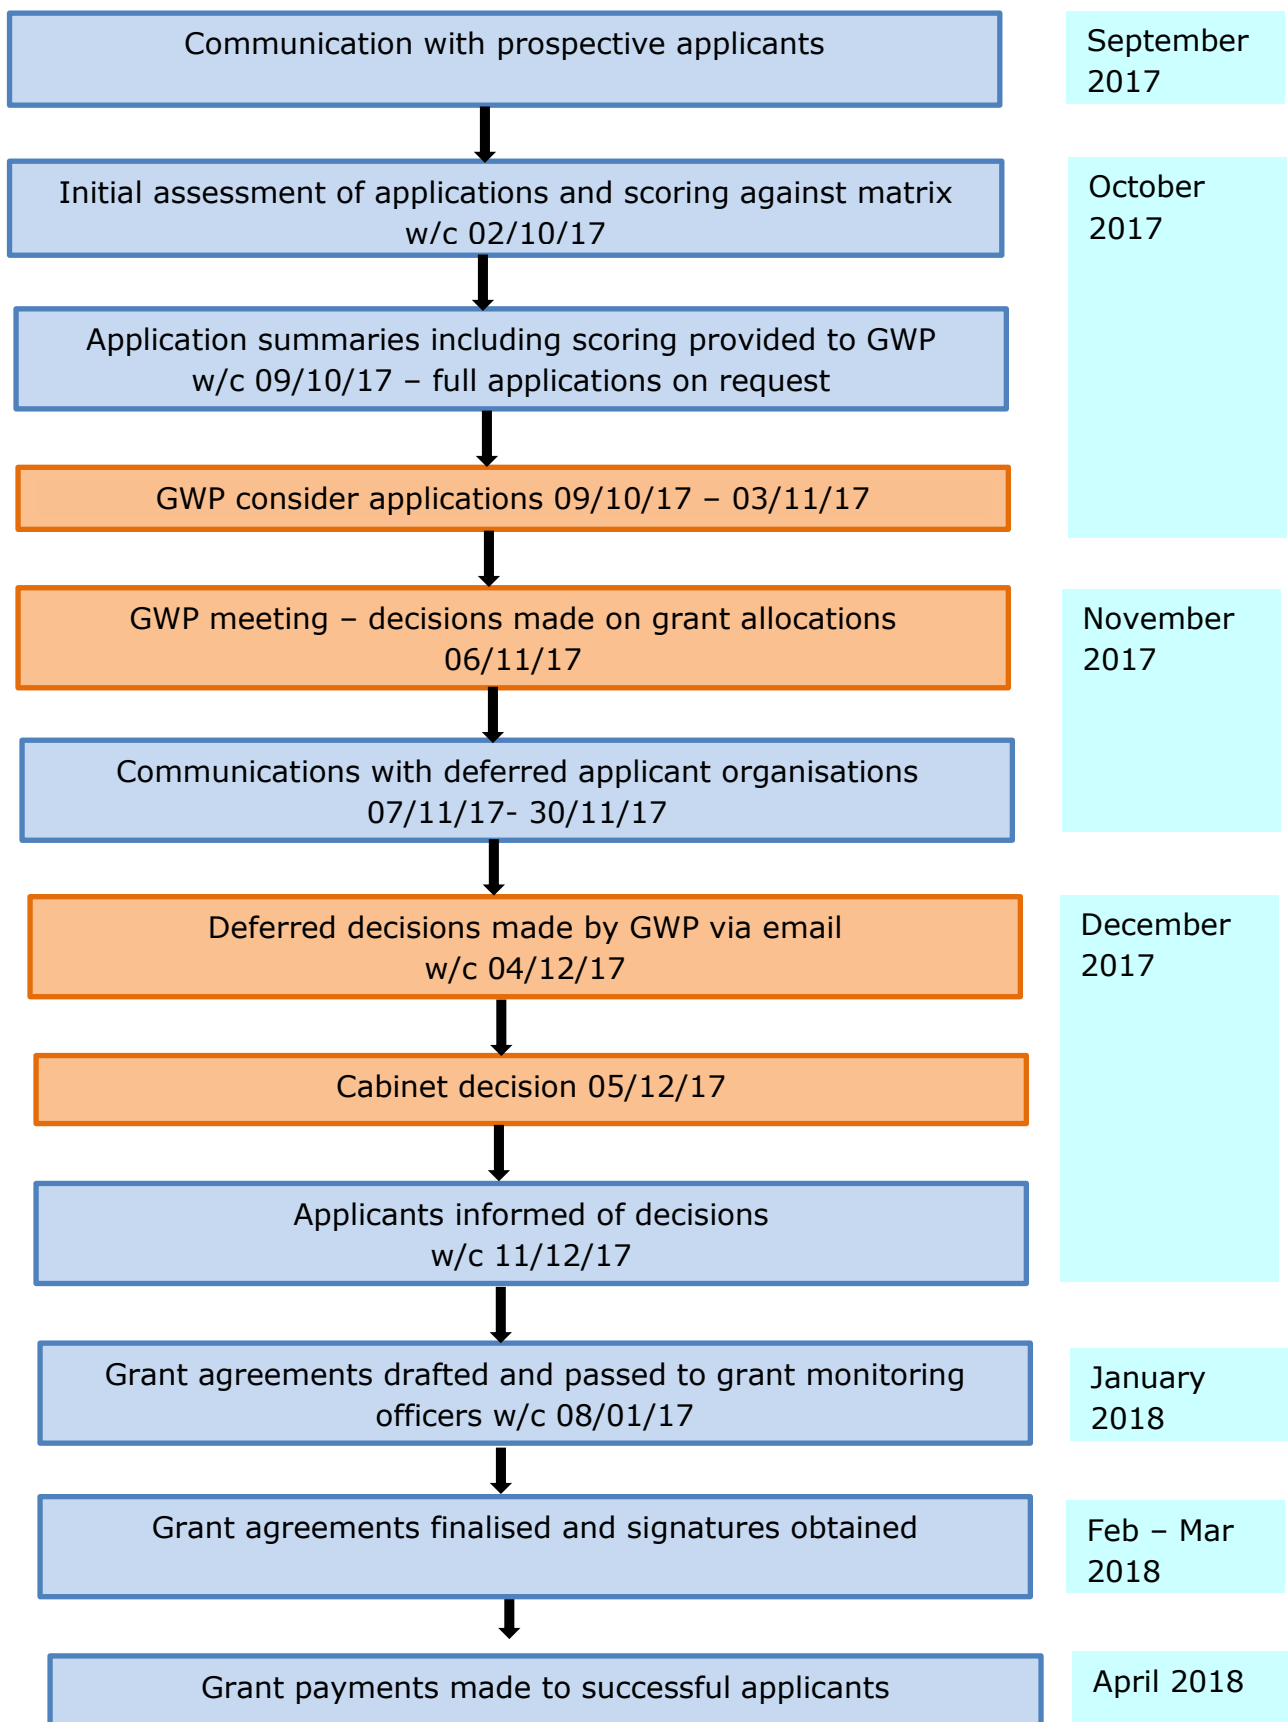 Communication with prospective applicants
September
2017
Initial assessment of applications and scoring against matrix
w/c 02/10/17
October
2017
Application summaries including scoring provided to GWP
w/c 09/10/17 – full applications on request
GWP consider applications 09/10/17 – 03/11/17
GWP meeting – decisions made on grant allocations
06/11/17
November
2017
Communications with deferred applicant organisations
07/11/17- 30/11/17
Deferred decisions made by GWP via email
w/c 04/12/17
December
2017
Cabinet decision 05/12/17
Applicants informed of decisions
w/c 11/12/17
Grant agreements drafted and passed to grant monitoring
officers w/c 08/01/17
January
2018
Grant agreements finalised and signatures obtained
Feb – Mar
2018
Grant payments made to successful applicants
April 2018